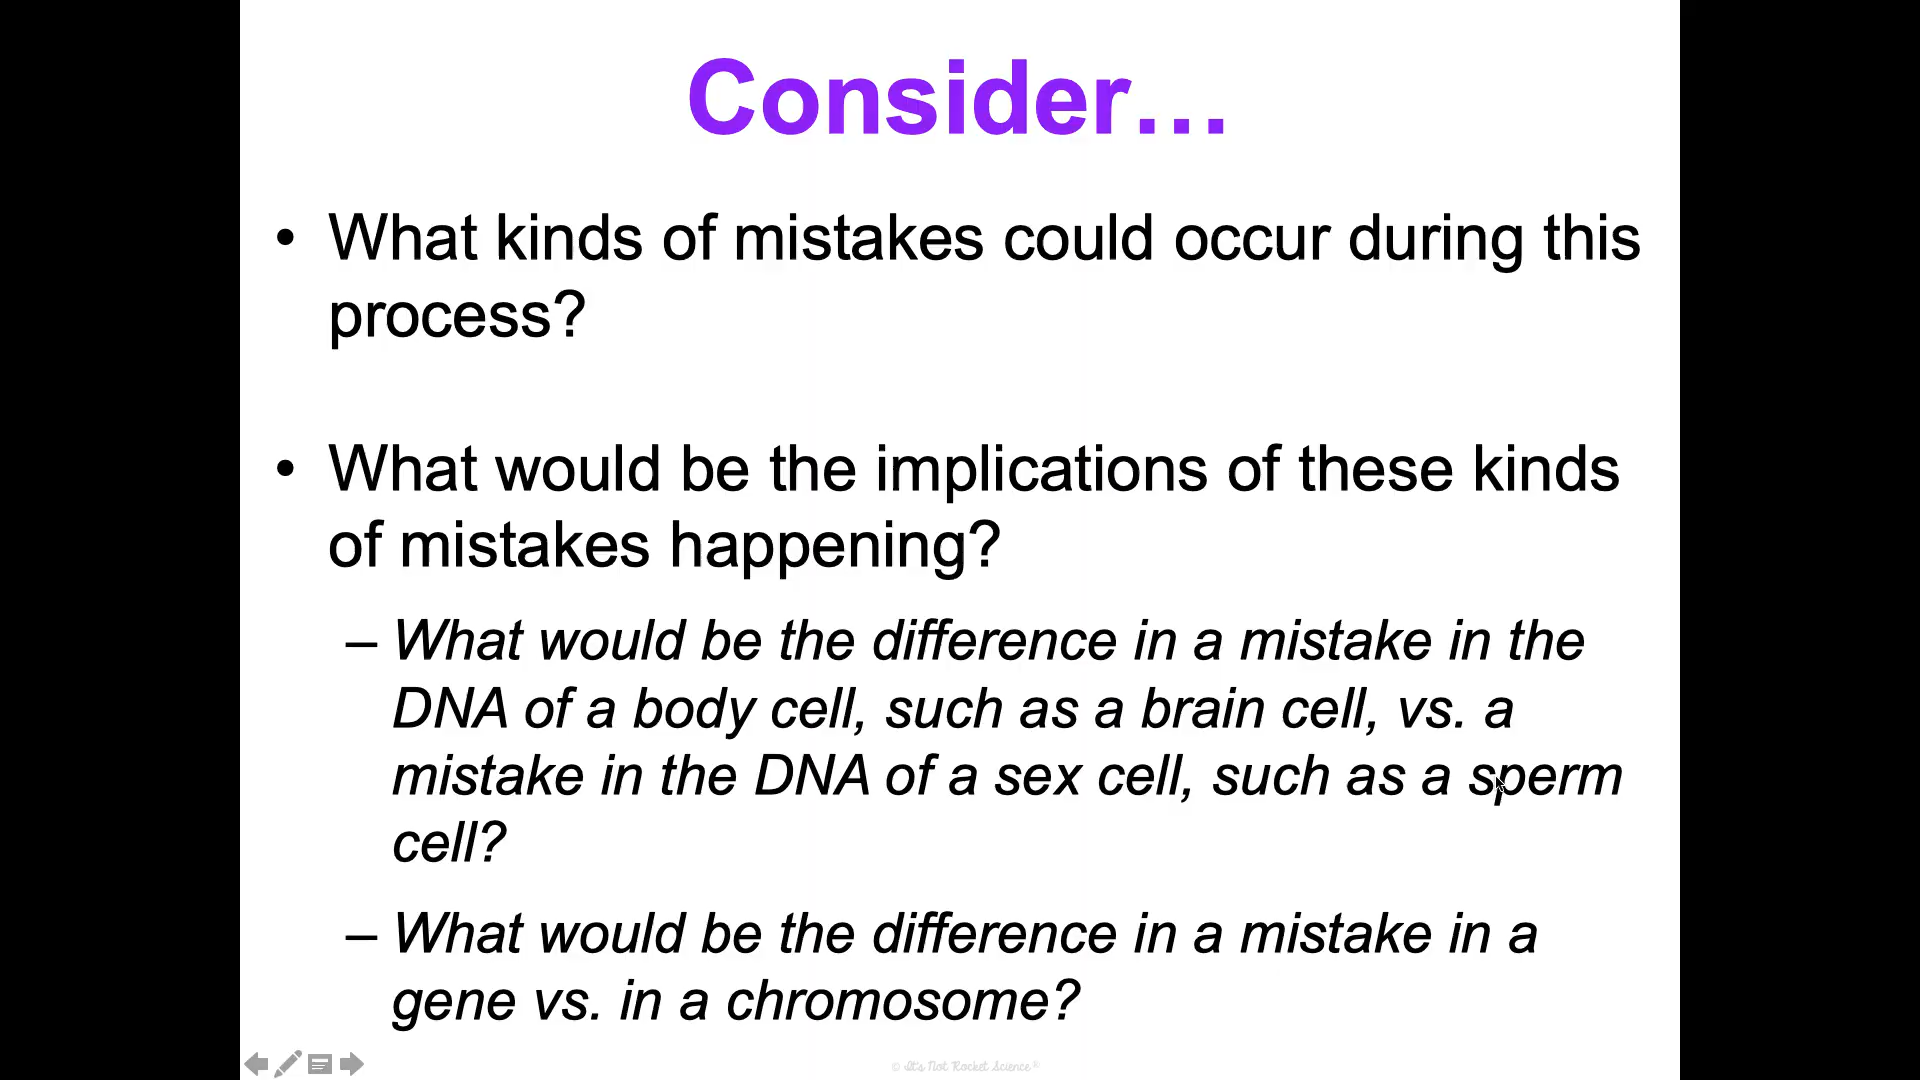 Consider…
• What kinds of mistakes could occur during this
process?
• What would be the implications of these kinds
of mistakes happening?
– What would be the difference in a mistake in the
DNA of a body cell, such as a brain cell, vs. a
mistake in the DNA of a sex cell, such as a sperm
cell?
– What would be the difference in a mistake in a
gene vs. in a chromosome?
© It's Not Rocket Science®